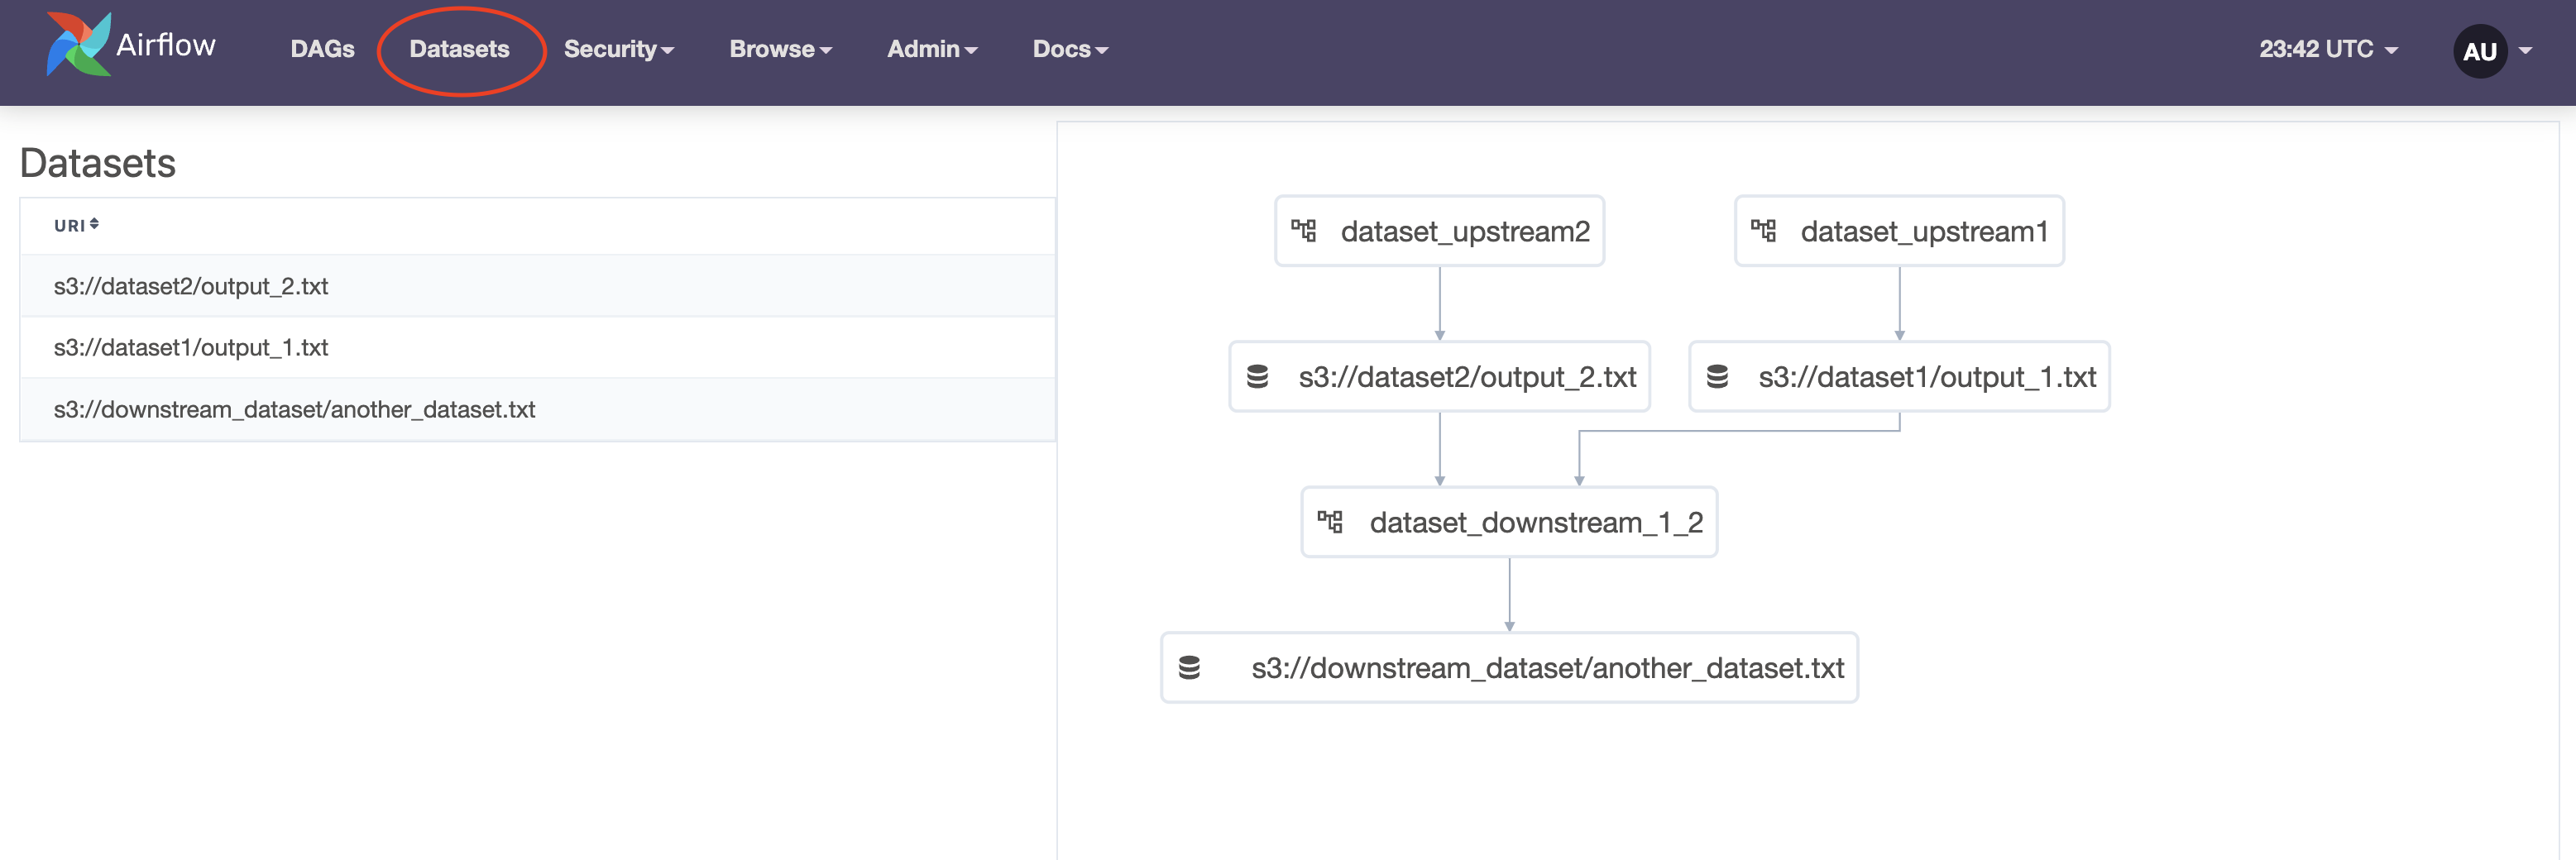 Airflow DAGs Datasets Security Browse Admin Docs 23:42 UTC AU
Datasets
URI
s3://dataset2/output_2.txt
s3://dataset1/output_1.txt
s3://downstream_dataset/another_dataset.txt
dataset_upstream2 dataset_upstream1
s3://dataset2/output_2.txt s3://dataset1/output_1.txt
dataset_downstream_1_2
s3://downstream_dataset/another_dataset.txt